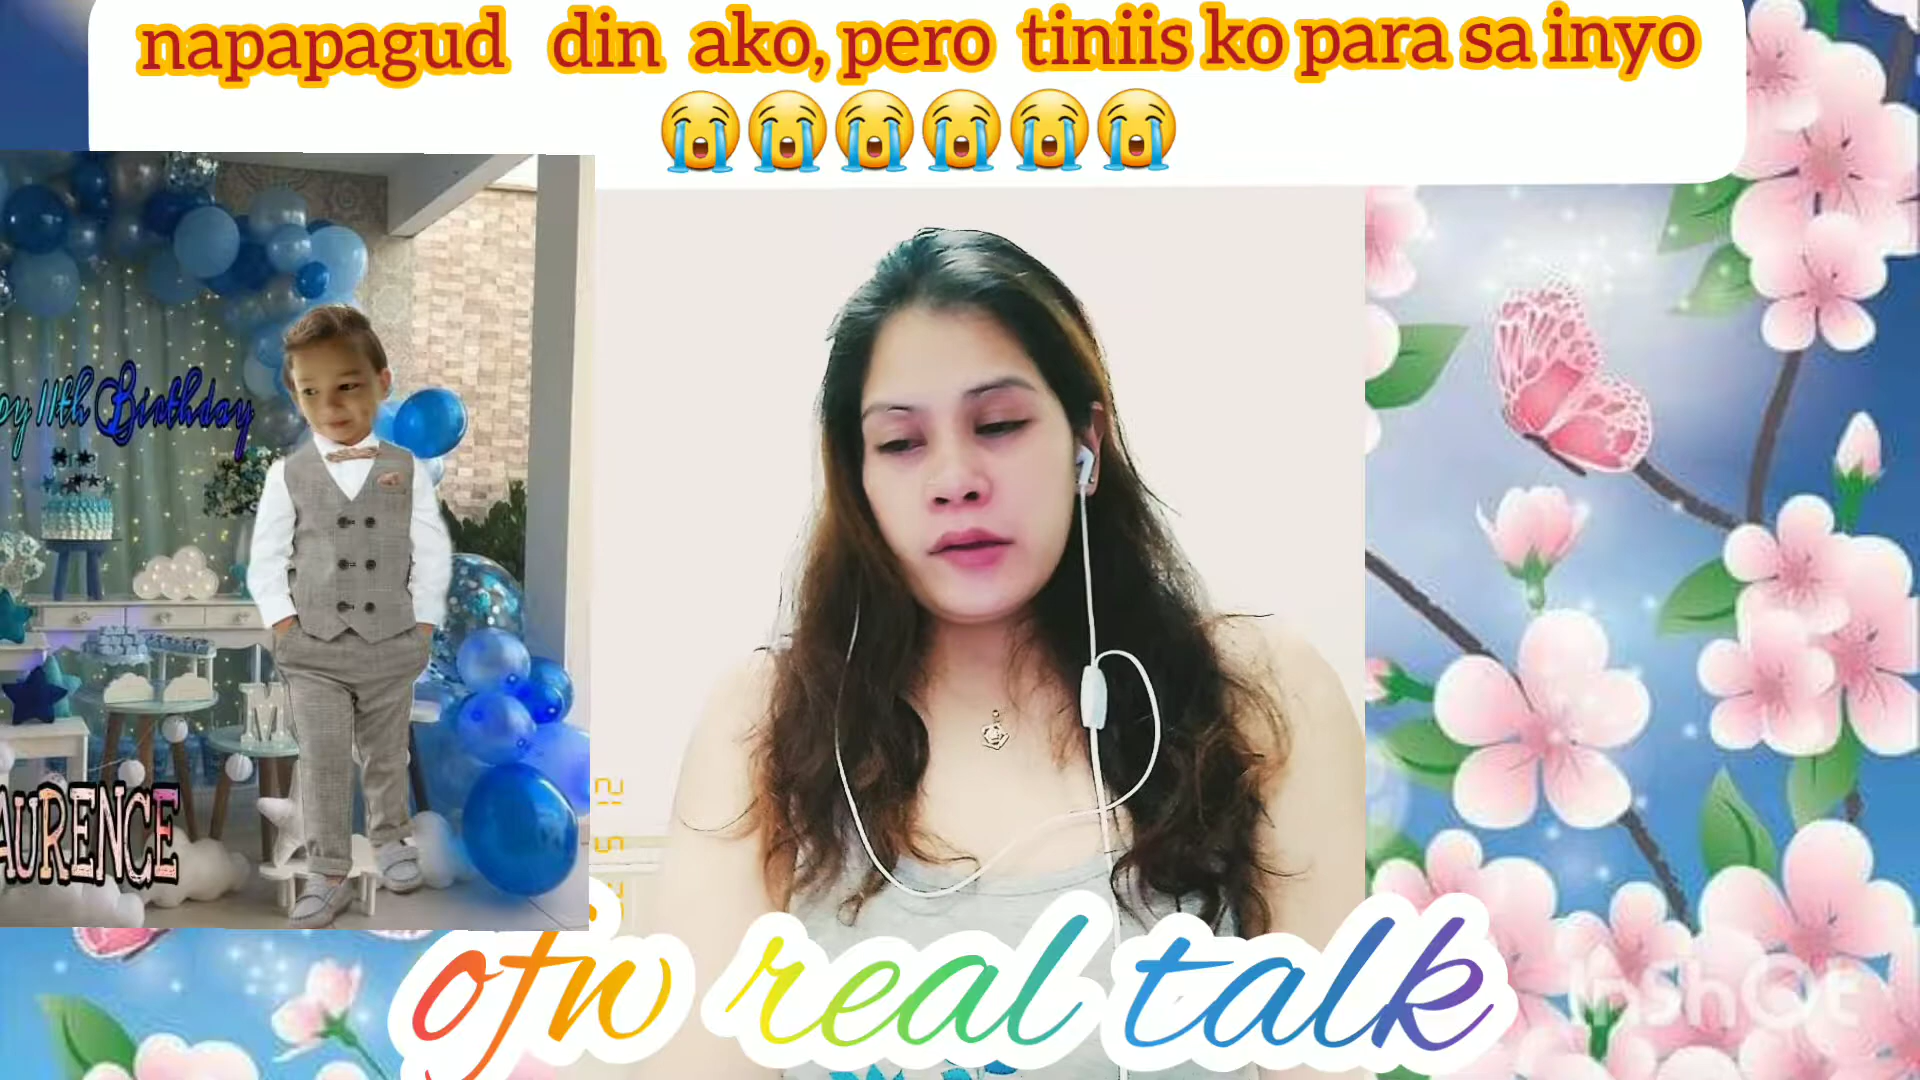 napapagud din ako, pero tiniis ko para sa inyo
11th Birthday
AURENCE
ofw real talk
InShOt